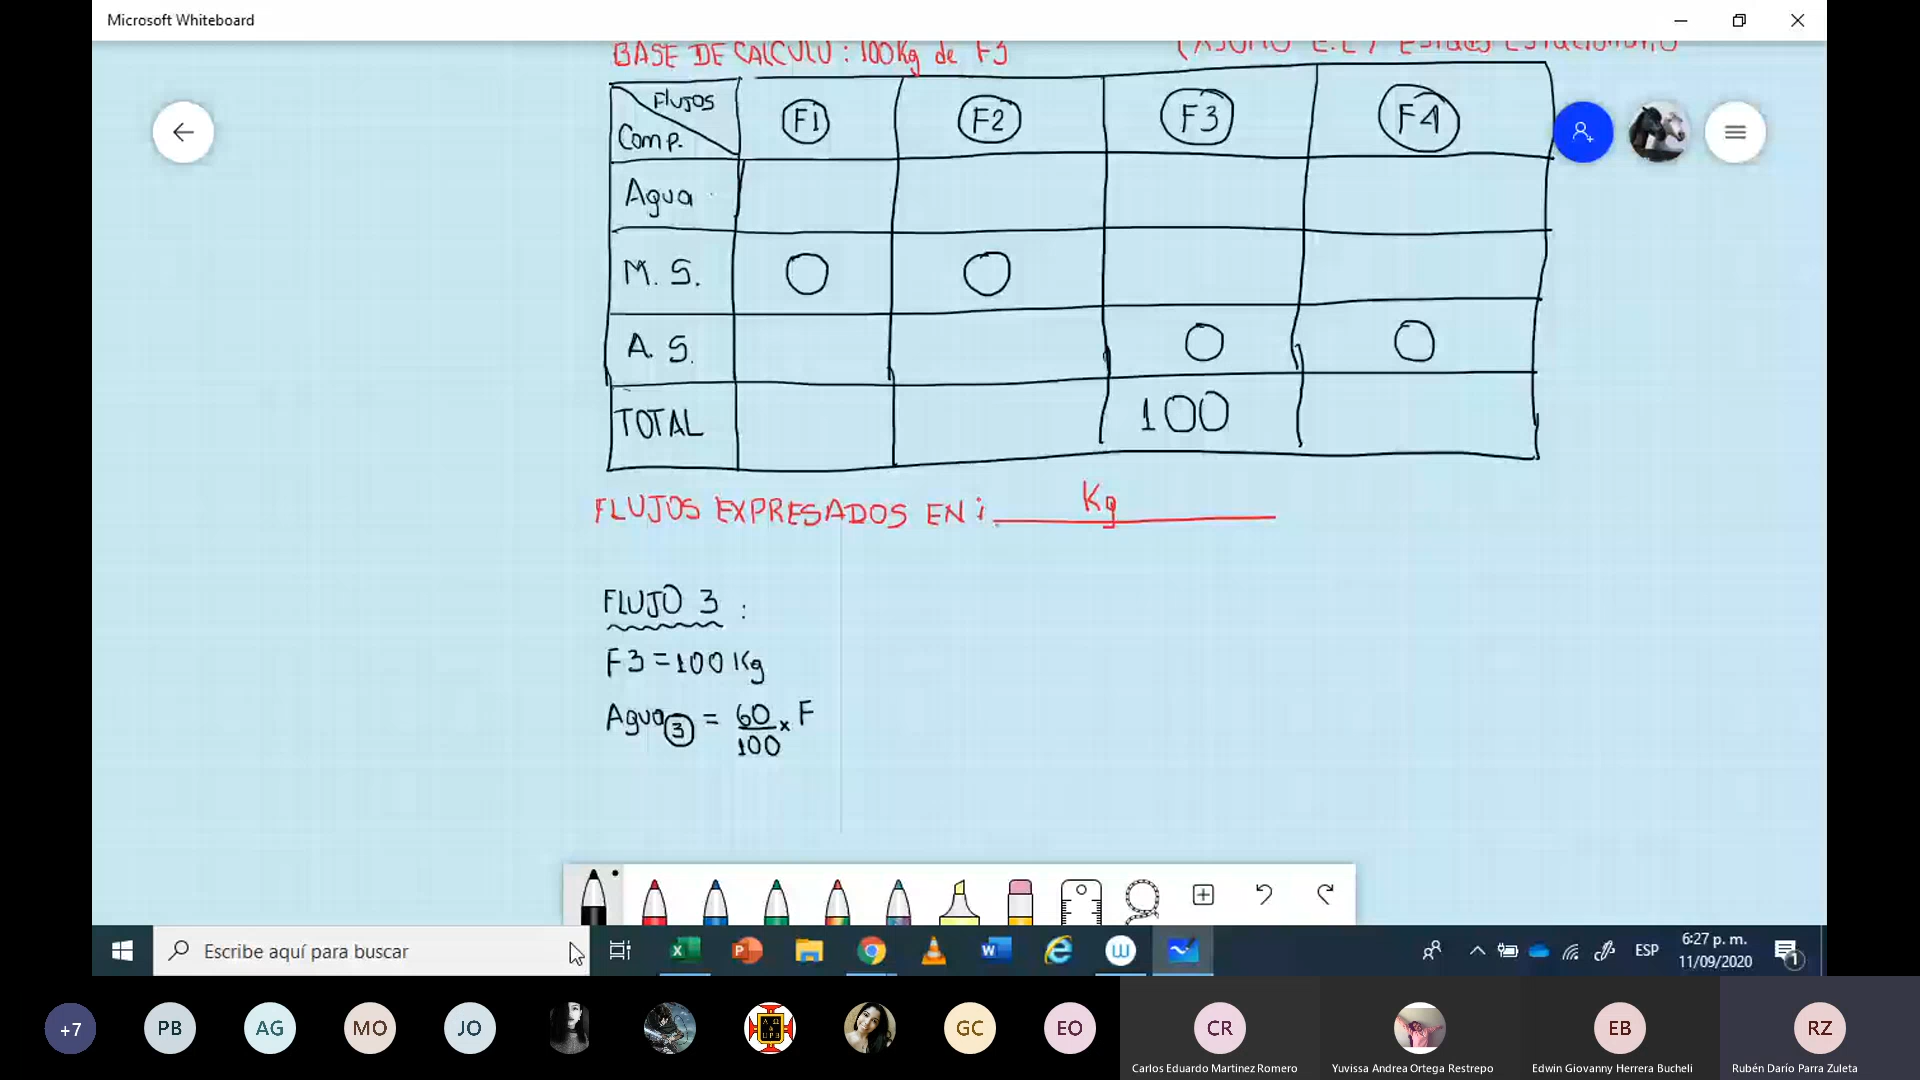 Microsoft Whiteboard
BASE DE CALCULO : 100Kg de F3
Flujos
Comp.
F1
F2
F3
F4
Agua
M. S.
O
O
A. S.
O
O
TOTAL
100
FLUJOS EXPRESADOS EN : Kg
FLUJO 3 :
F3 = 100 Kg
Agua 3 = 60/100 x F
Escribe aquí para buscar
ESP
6:27 p. m.
11/09/2020
1
+7
PB
AG
MO
JO
GC
EO
CR
EB
RZ
Carlos Eduardo Martinez Romero
Yuvissa Andrea Ortega Restrepo
Edwin Giovanny Herrera Bucheli
Rubén Darío Parra Zuleta